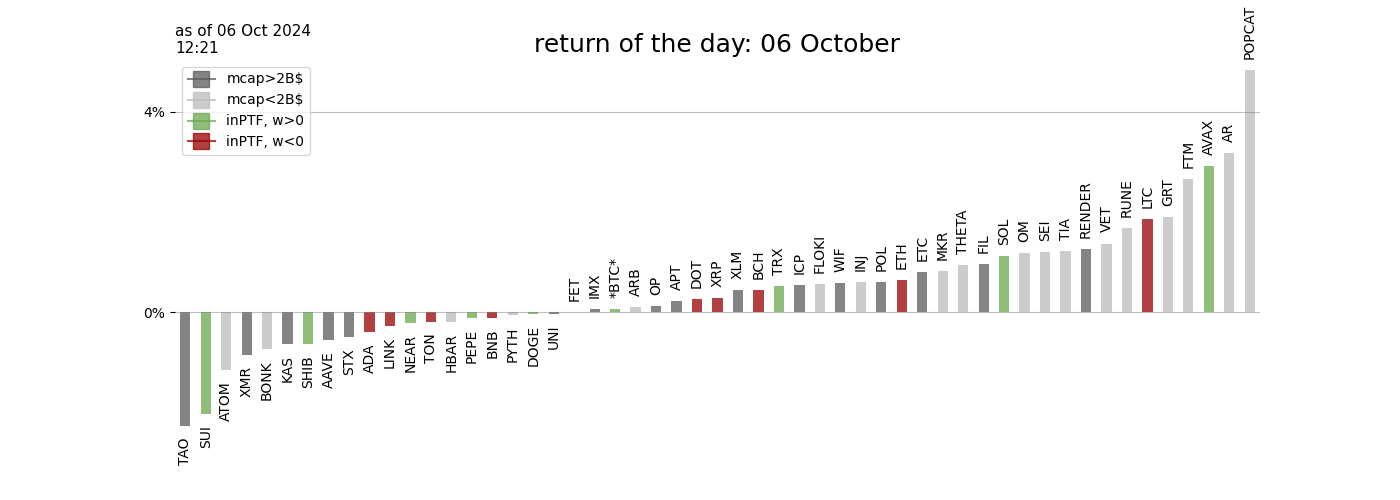 as of 06 Oct 2024
12:21
return of the day: 06 October
mcap>2B$
mcap<2B$
inPTF, w>0
inPTF, w<0
4%
0%
TAO
SUI
ATOM
XMR
BONK
KAS
SHIB
AAVE
STX
ADA
LINK
NEAR
TON
HBAR
PEPE
BNB
PYTH
DOGE
UNI
FET
IMX
*BTC*
ARB
OP
APT
DOT
XRP
XLM
BCH
TRX
ICP
FLOKI
WIF
INJ
POL
ETH
ETC
MKR
THETA
FIL
SOL
OM
SEI
TIA
RENDER
VET
RUNE
LTC
GRT
FTM
AVAX
AR
POPCAT